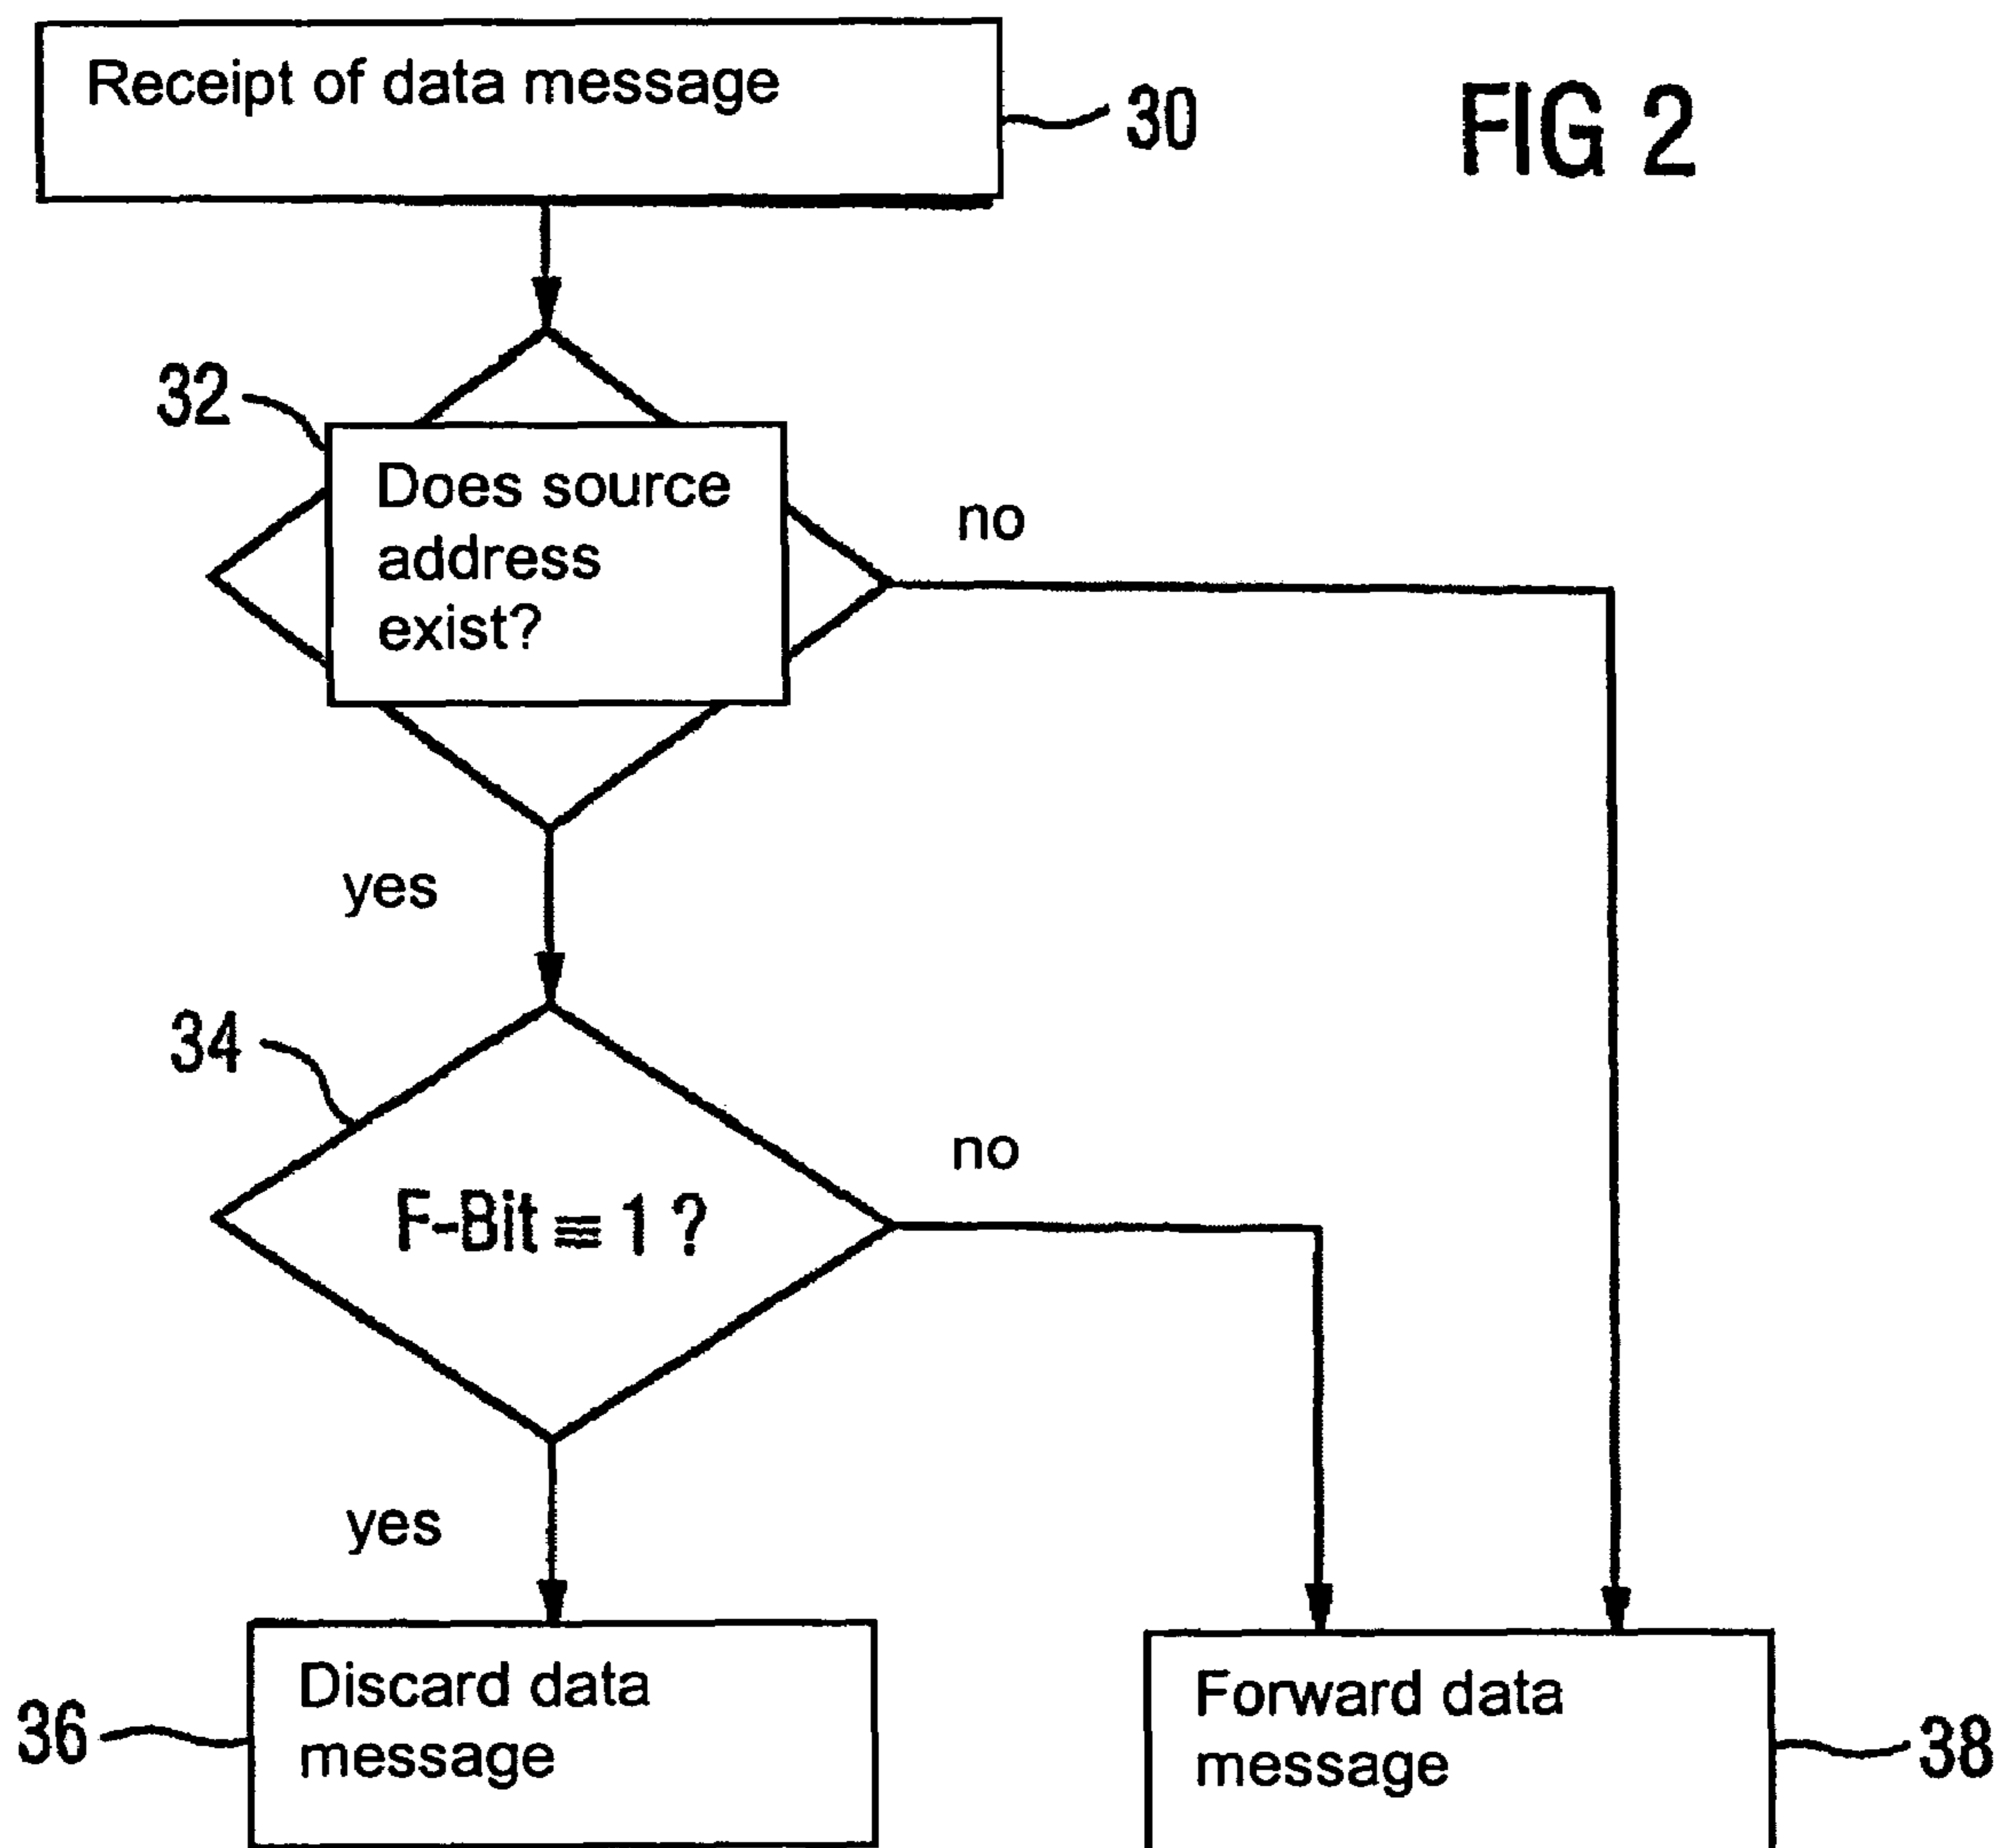 Receipt of data message
30
FIG 2
32
Does source
address
exist?
no
yes
34
F-Bit ≡ 1 ?
no
yes
36
Discard data
message
Forward data
message
38